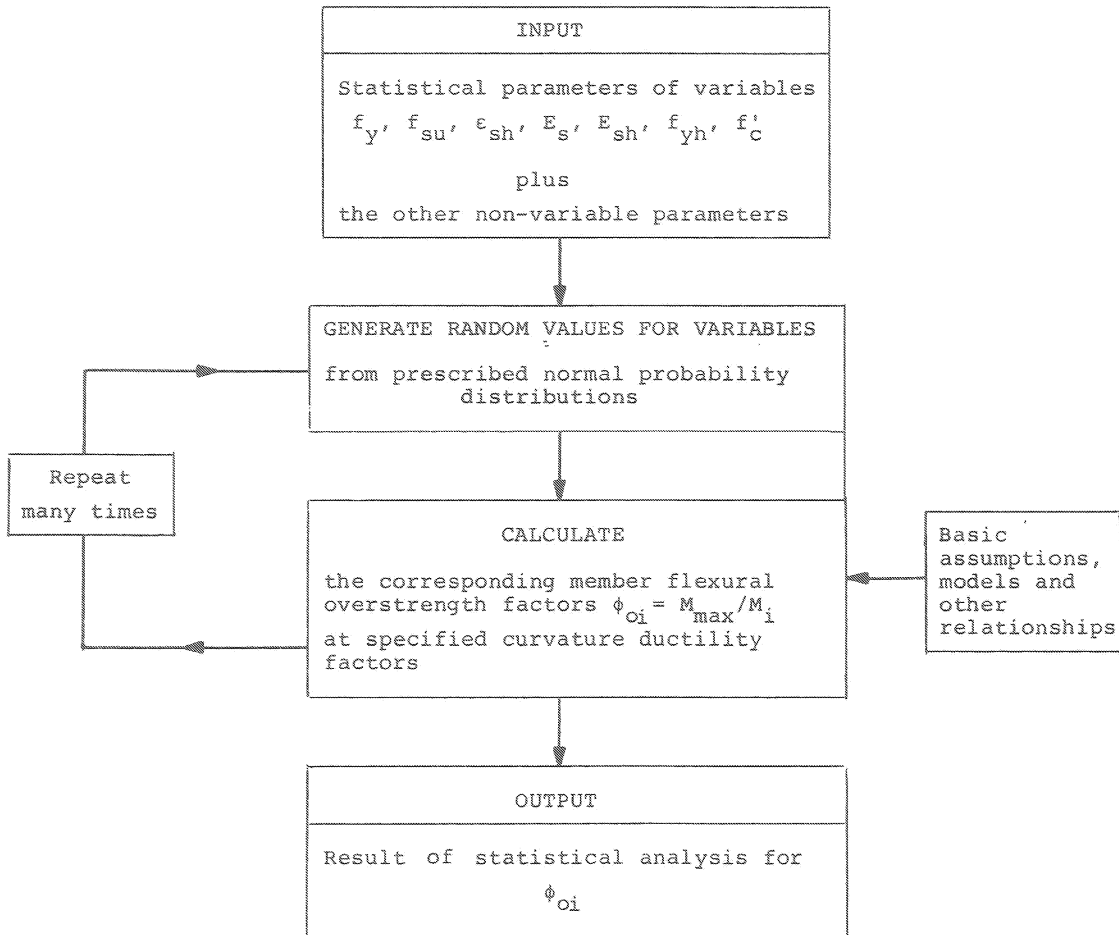 INPUT
Statistical parameters of variables
f_y, f_su, ε_sh, E_s, E_sh, f_yh, f'_c
plus
the other non-variable parameters
GENERATE RANDOM VALUES FOR VARIABLES
from prescribed normal probability
distributions
Repeat
many times
CALCULATE
the corresponding member flexural
overstrength factors ϕ_oi = M_max/M_i
at specified curvature ductility
factors
Basic
assumptions,
models and
other
relationships
OUTPUT
Result of statistical analysis for
ϕ_oi